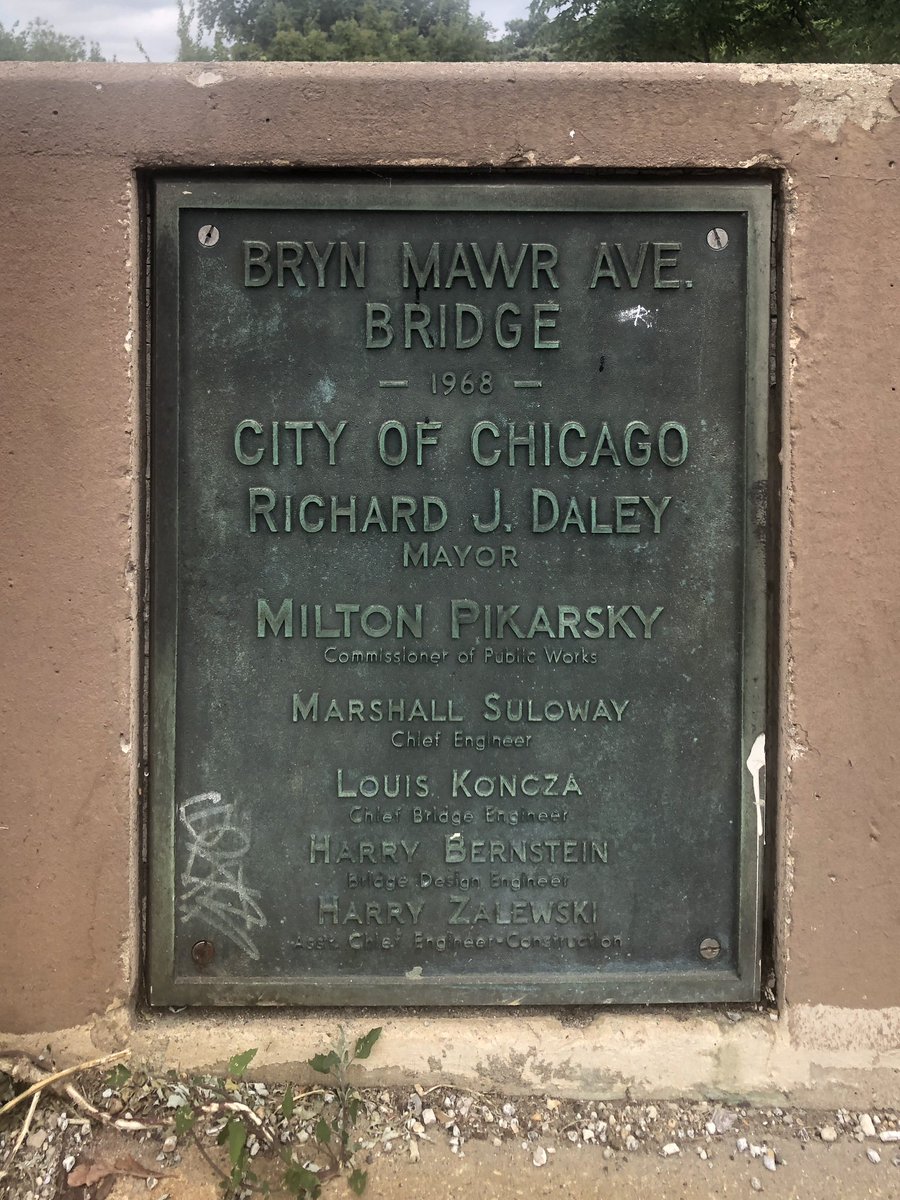 BRYN MAWR AVE.
BRIDGE
— 1968 —
CITY OF CHICAGO
RICHARD J. DALEY
MAYOR
MILTON PIKARSKY
Commissioner of Public Works
MARSHALL SULOWAY
Chief Engineer
LOUIS KONCZA
Chief Bridge Engineer
HARRY BERNSTEIN
Bridge Design Engineer
HARRY ZALEWSKI
Asst. Chief Engineer-Construction